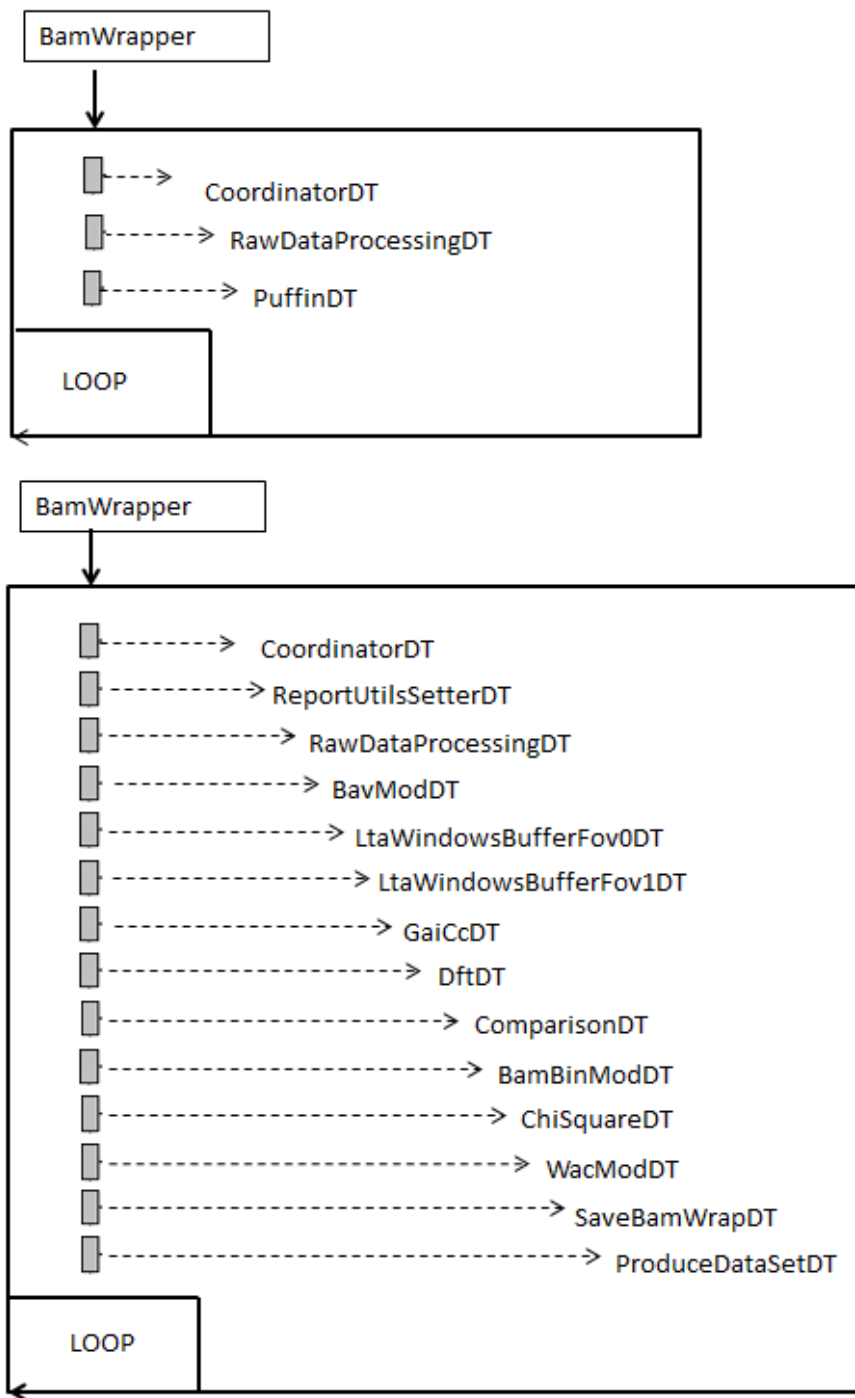 BamWrapper
CoordinatorDT
RawDataProcessingDT
PuffinDT
LOOP
BamWrapper
CoordinatorDT
ReportUtilsSetterDT
RawDataProcessingDT
BavModDT
LtaWindowsBufferFov0DT
LtaWindowsBufferFov1DT
GaiCcDT
DftDT
ComparisonDT
BamBinModDT
ChiSquareDT
WacModDT
SaveBamWrapDT
ProduceDataSetDT
LOOP